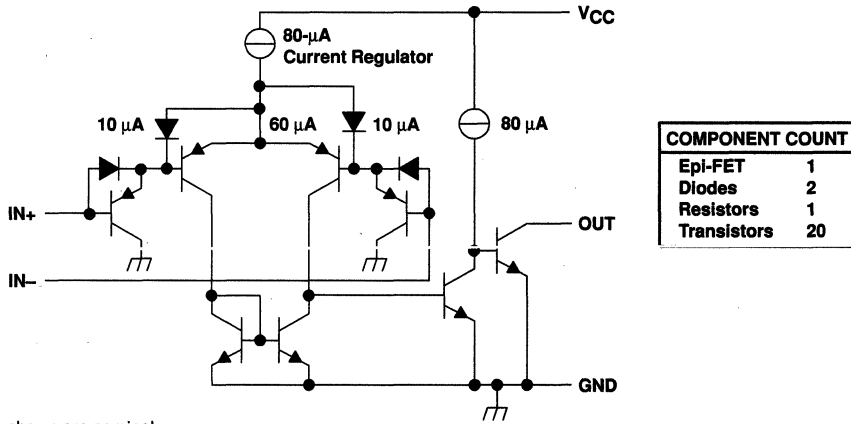 VCC
80-μA
Current Regulator
10 μA
60 μA
10 μA
80 μA
IN+
IN–
OUT
GND
COMPONENT COUNT
Epi-FET 1
Diodes 2
Resistors 1
Transistors 20